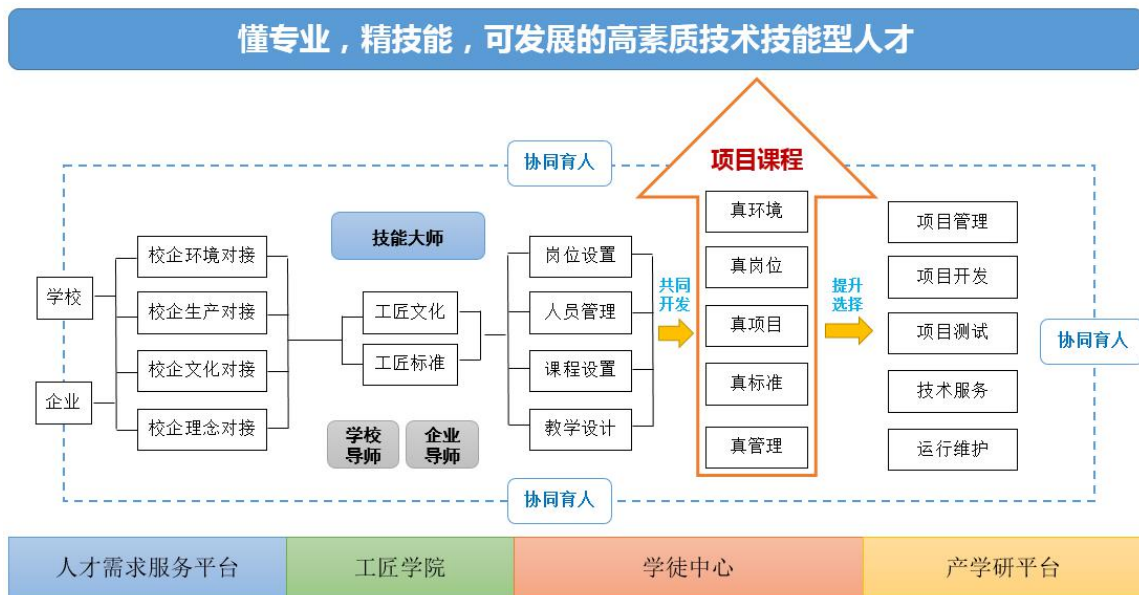 懂专业，精技能，可发展的高素质技术技能型人才
协同育人
项目课程
学校
企业
校企环境对接
校企生产对接
校企文化对接
校企理念对接
技能大师
工匠文化
工匠标准
学校
导师
企业
导师
岗位设置
人员管理
课程设置
教学设计
共同
开发
真环境
真岗位
真项目
真标准
真管理
提升
选择
项目管理
项目开发
项目测试
技术服务
运行维护
协同育人
协同育人
人才需求服务平台
工匠学院
学徒中心
产学研平台